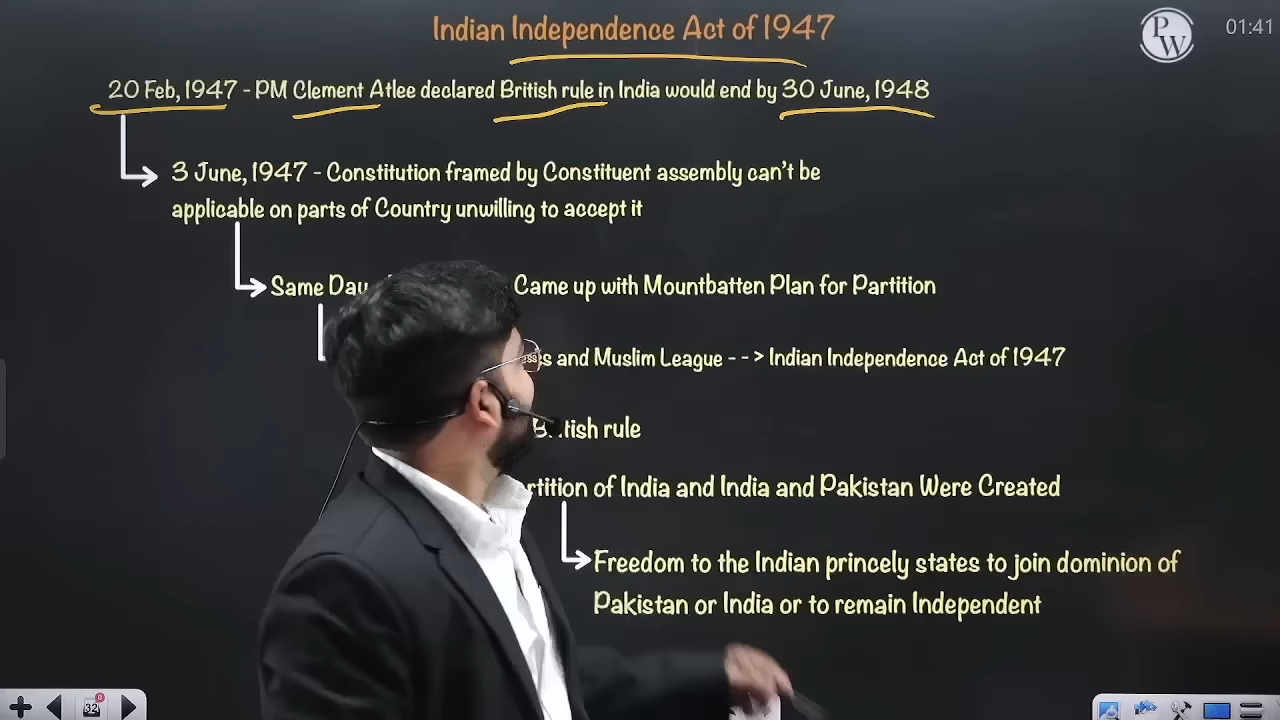 Indian Independence Act of 1947
PW
01:41
20 Feb, 1947 - PM Clement Atlee declared British rule in India would end by 30 June, 1948
3 June, 1947 - Constitution framed by Constituent assembly can't be
applicable on parts of Country unwilling to accept it
Same Day Came up with Mountbatten Plan for Partition
and Muslim League - - > Indian Independence Act of 1947
rule
of India and India and Pakistan Were Created
Freedom to the Indian princely states to join dominion of
Pakistan or India or to remain Independent
32